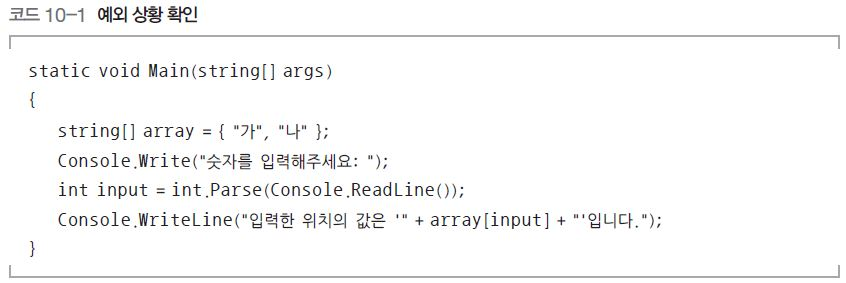 코드 10-1 예외 상황 확인
static void Main(string[] args)
{
string[] array = { "가", "나" };
Console.Write("숫자를 입력해주세요: ");
int input = int.Parse(Console.ReadLine());
Console.WriteLine("입력한 위치의 값은 '" + array[input] + "'입니다.");
}